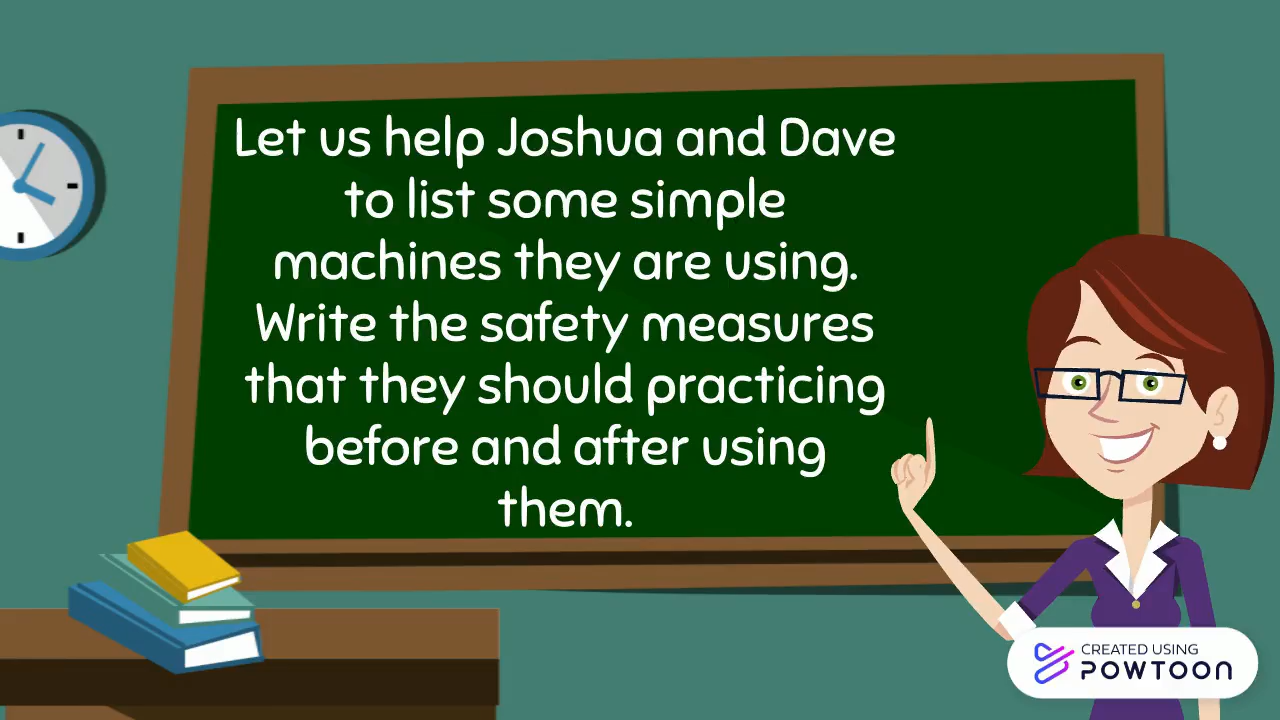 Let us help Joshua and Dave
to list some simple
machines they are using.
Write the safety measures
that they should practicing
before and after using
them.
CREATED USING
POWTOON